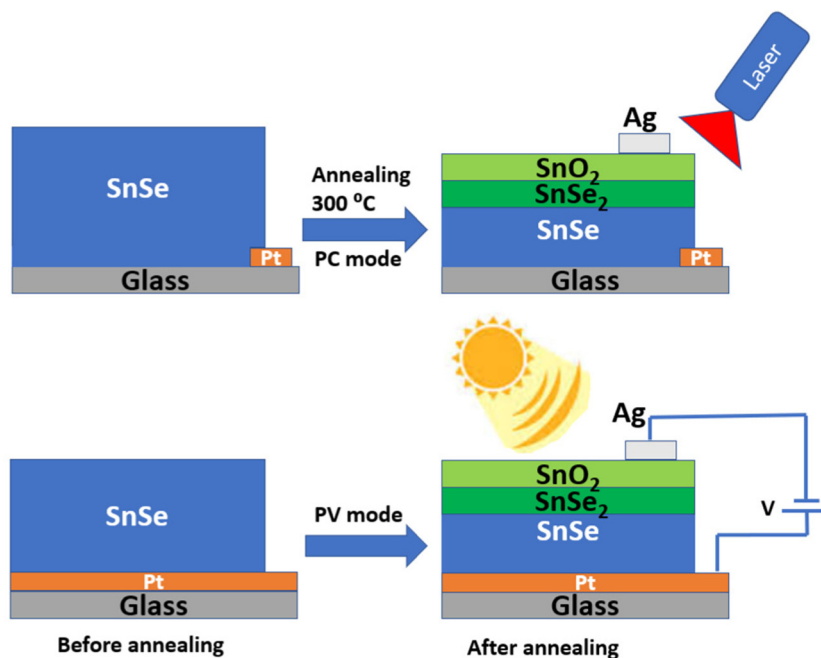 Laser
Ag
SnSe
Pt
Glass
Annealing
300 ⁰C
PC mode
SnO₂
SnSe₂
SnSe
Pt
Glass
SnSe
Pt
Glass
Before annealing
PV mode
Ag
SnO₂
SnSe₂
SnSe
Pt
Glass
V
After annealing